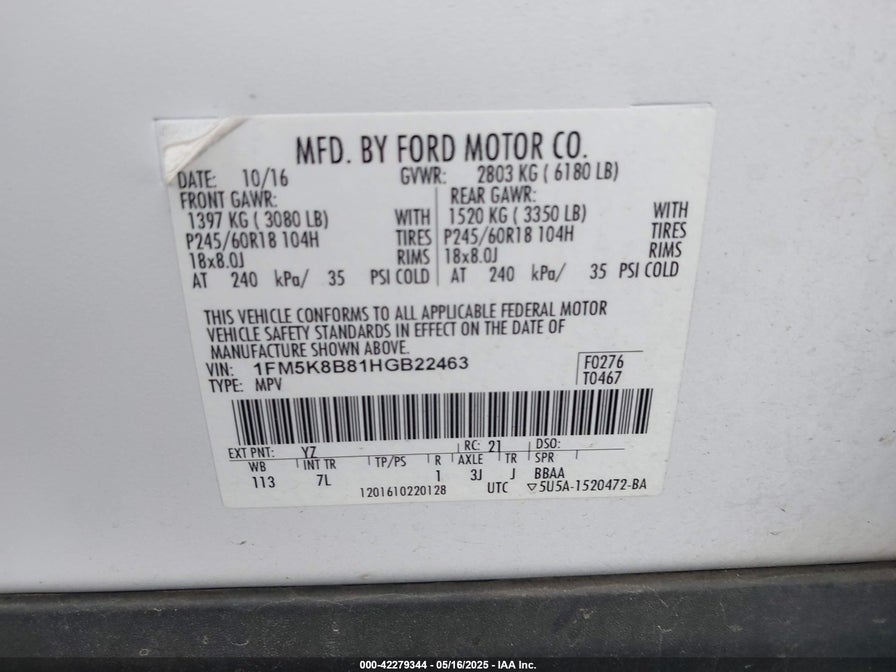 MFD. BY FORD MOTOR CO.
DATE: 10/16 GVWR: 2803 KG ( 6180 LB)
FRONT GAWR: REAR GAWR:
1397 KG ( 3080 LB) WITH 1520 KG ( 3350 LB) WITH
P245/60R18 104H TIRES P245/60R18 104H TIRES
18x8.0J RIMS 18x8.0J RIMS
AT 240 kPa/ 35 PSI COLD AT 240 kPa/ 35 PSI COLD
THIS VEHICLE CONFORMS TO ALL APPLICABLE FEDERAL MOTOR
VEHICLE SAFETY STANDARDS IN EFFECT ON THE DATE OF
MANUFACTURE SHOWN ABOVE.
VIN: 1FM5K8B81HGB22463 F0276
TYPE: MPV T0467
EXT PNT: YZ RC: 21 DSO:
WB INT TR TP/PS R AXLE TR SPR
113 7L 1 3J J BBAA
1201610220128 UTC ▽5U5A-1520472-BA
000-42279344 - 05/16/2025 - IAA Inc.